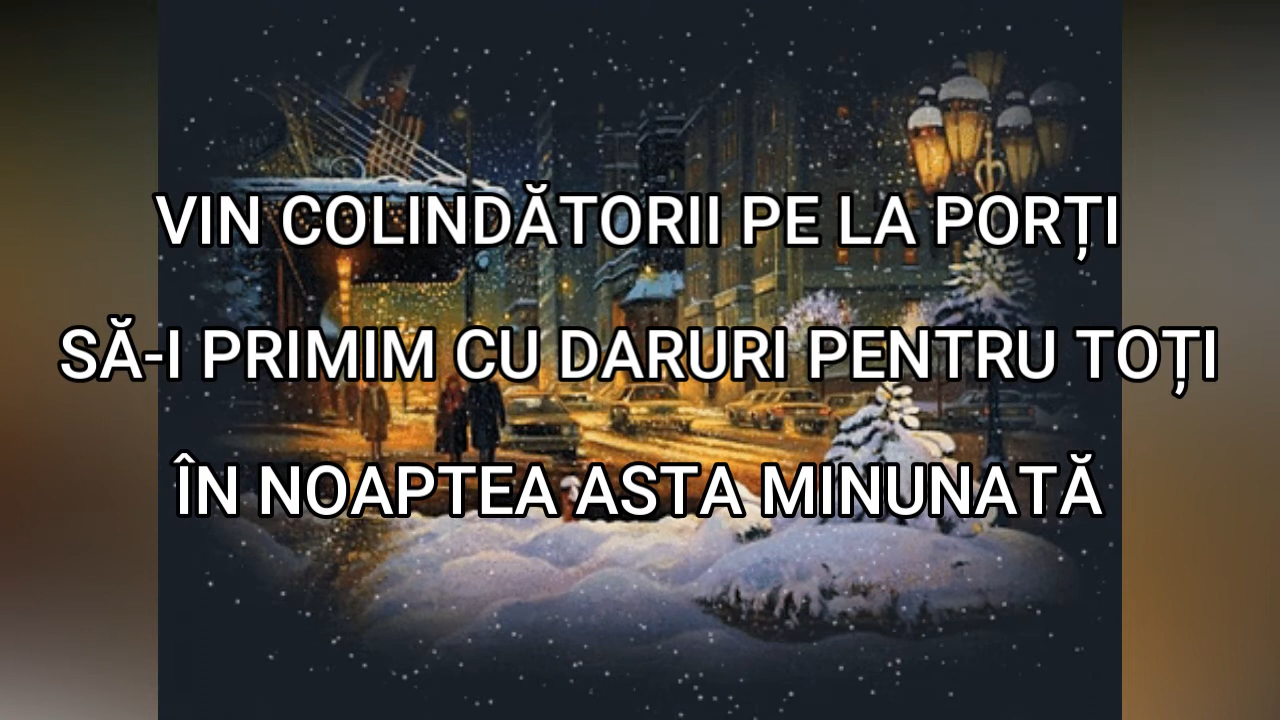 VIN COLINDĂTORII PE LA PORȚI
SĂ-I PRIMIM CU DARURI PENTRU TOȚI
ÎN NOAPTEA ASTA MINUNATĂ